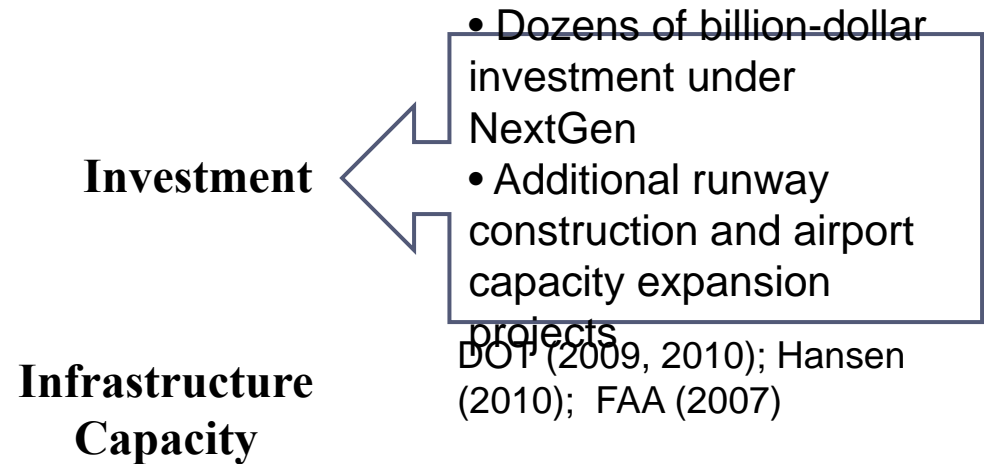 • Dozens of billion-dollar
investment under
NextGen
• Additional runway
construction and airport
capacity expansion
projects
Investment
DOT (2009, 2010); Hansen
(2010);  FAA (2007)
Infrastructure
Capacity